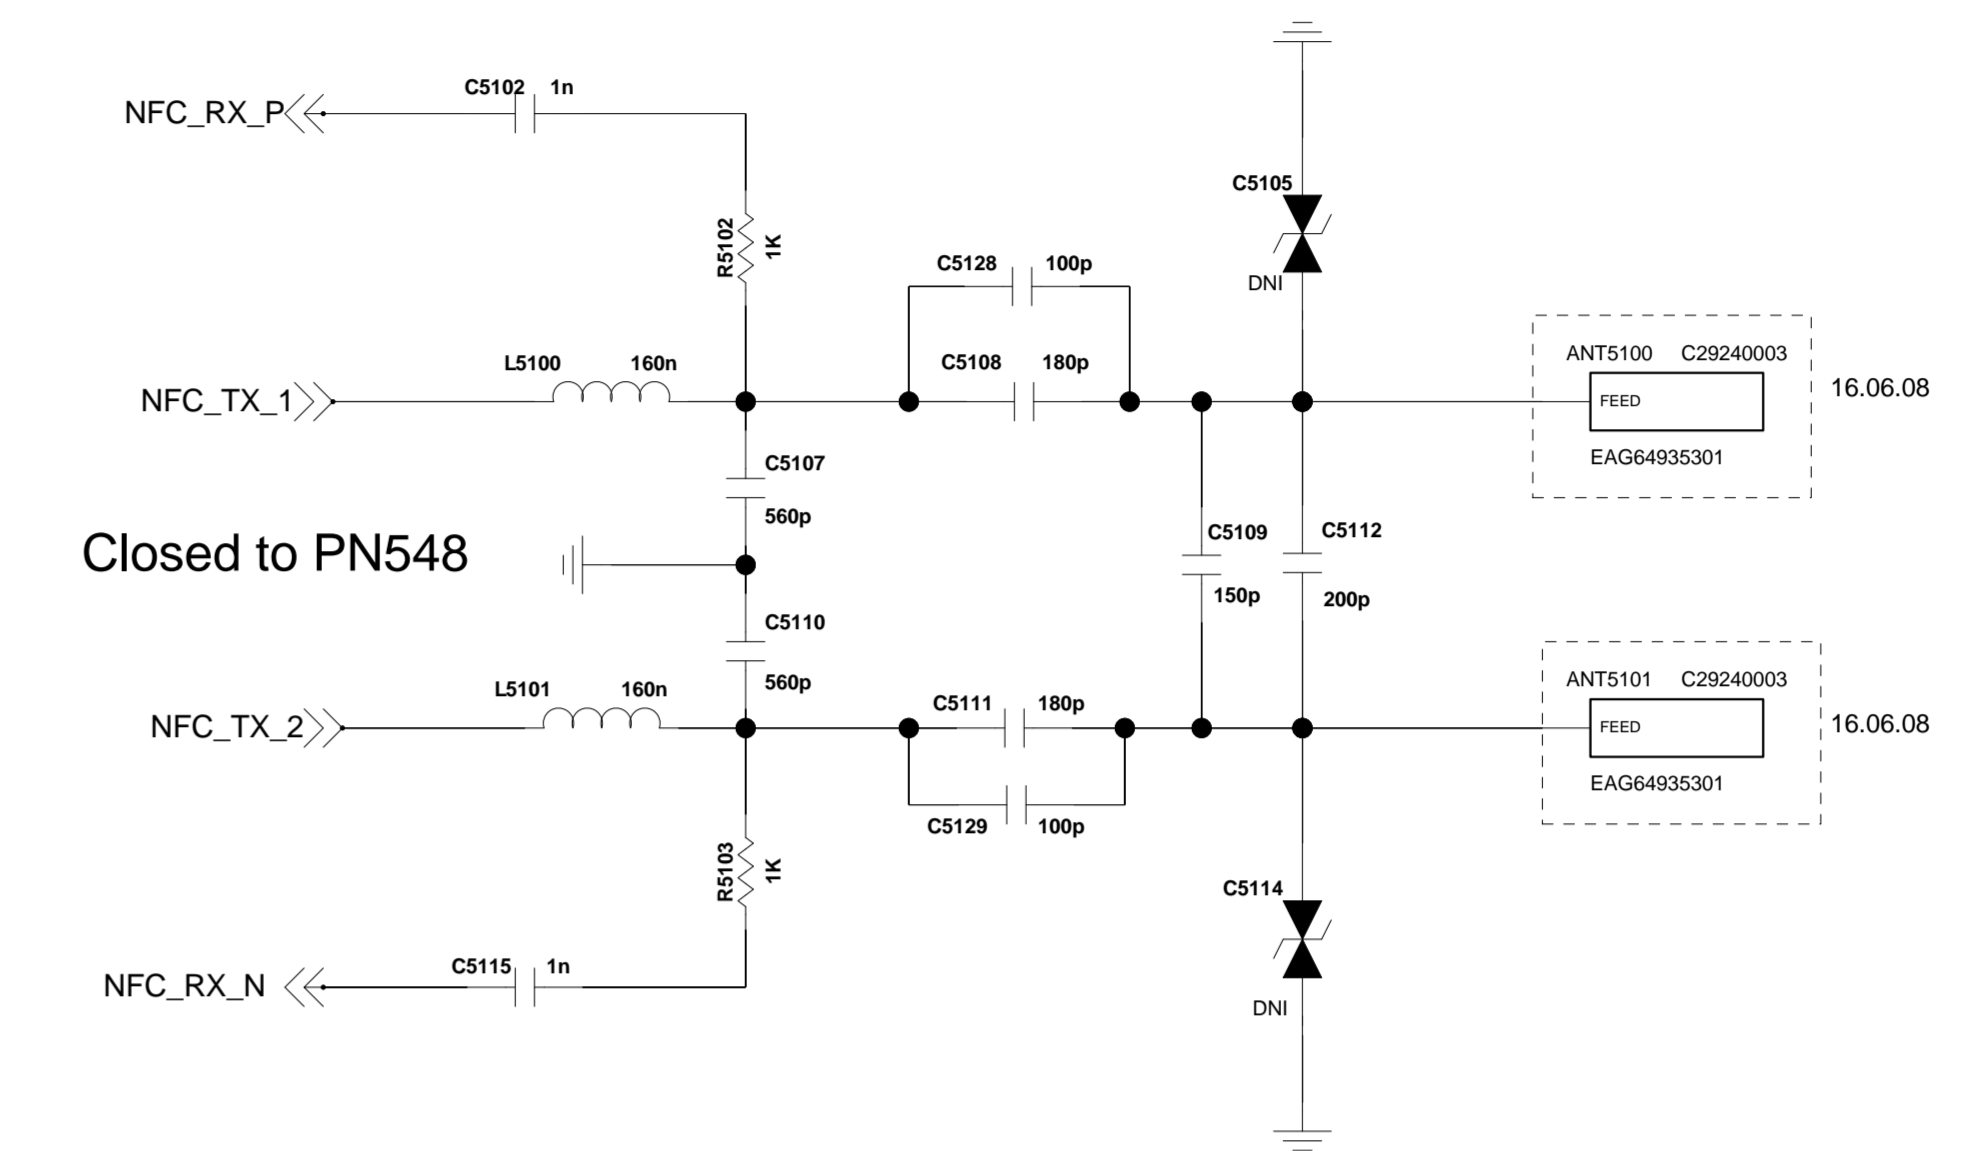 C5102 1n
NFC_RX_P
C5105
R5102
1K
C5128 100p
DNI
L5100 160n
C5108 180p
ANT5100 C29240003
NFC_TX_1
FEED
16.06.08
EAG64935301
C5107
560p
Closed to PN548
C5109
150p
C5112
200p
C5110
560p
L5101 160n
C5111 180p
ANT5101 C29240003
NFC_TX_2
FEED
16.06.08
EAG64935301
C5129 100p
R5103
1K
C5114
C5115 1n
NFC_RX_N
DNI